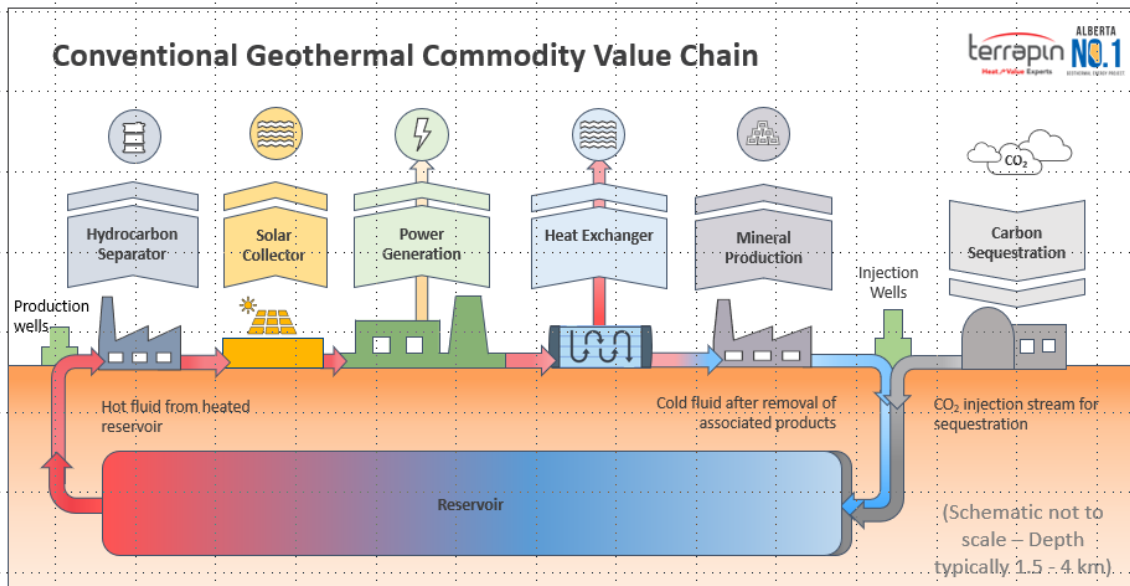 Conventional Geothermal Commodity Value Chain
terrapin
Heat for Value Experts
ALBERTA
NO.1
GEOTHERMAL ENERGY PROJECT
Hydrocarbon
Separator
Solar
Collector
Power
Generation
Heat Exchanger
Mineral
Production
CO₂
Carbon
Sequestration
Production
wells
Injection
Wells
Hot fluid from heated
reservoir
Cold fluid after removal of
associated products
CO₂ injection stream for
sequestration
Reservoir
(Schematic not to
scale – Depth
typically 1.5 - 4 km)